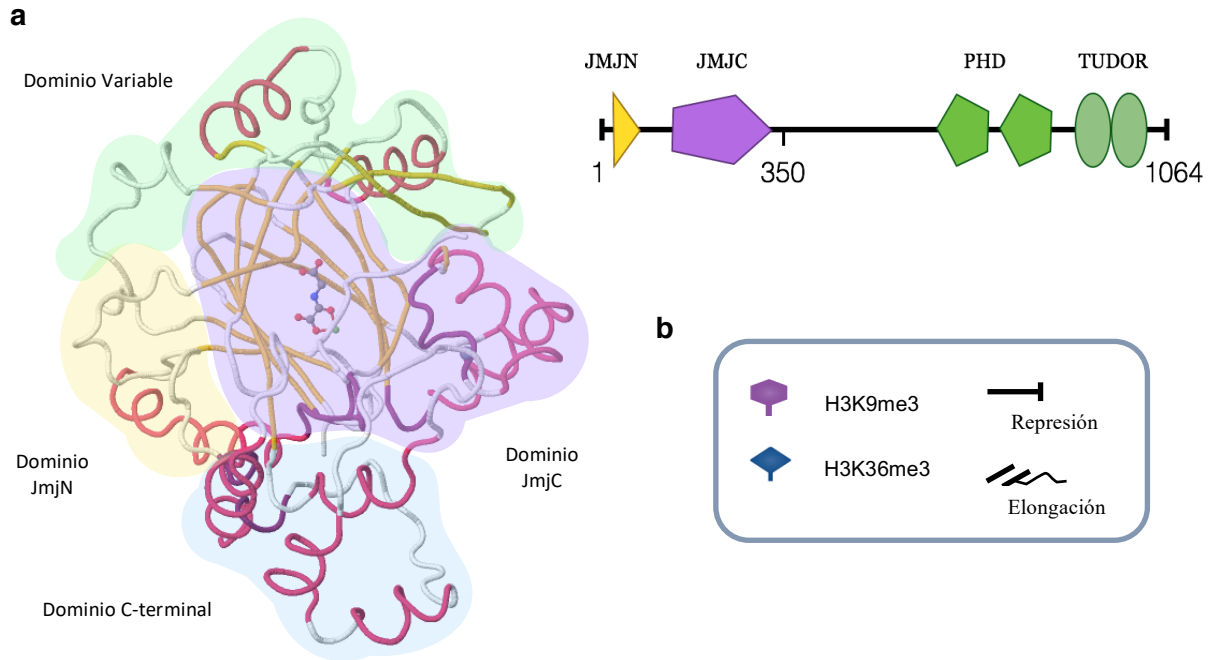 a
Dominio Variable
Dominio
JmjN
Dominio
JmjC
Dominio C-terminal
JMJN
JMJC
PHD
TUDOR
1
350
1064
b
H3K9me3
H3K36me3
Represión
Elongación